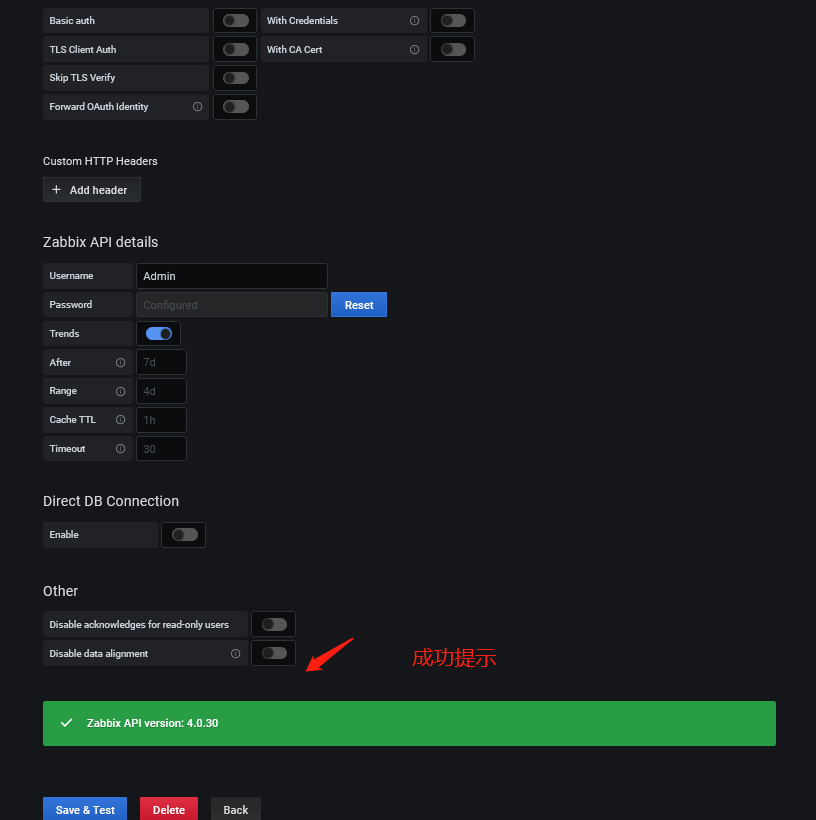 Basic auth With Credentials
TLS Client Auth With CA Cert
Skip TLS Verify
Forward OAuth Identity
Custom HTTP Headers
+ Add header
Zabbix API details
Username Admin
Password Configured Reset
Trends
After 7d
Range 4d
Cache TTL 1h
Timeout 30
Direct DB Connection
Enable
Other
Disable acknowledges for read-only users
Disable data alignment
成功提示
Zabbix API version: 4.0.30
Save & Test Delete Back